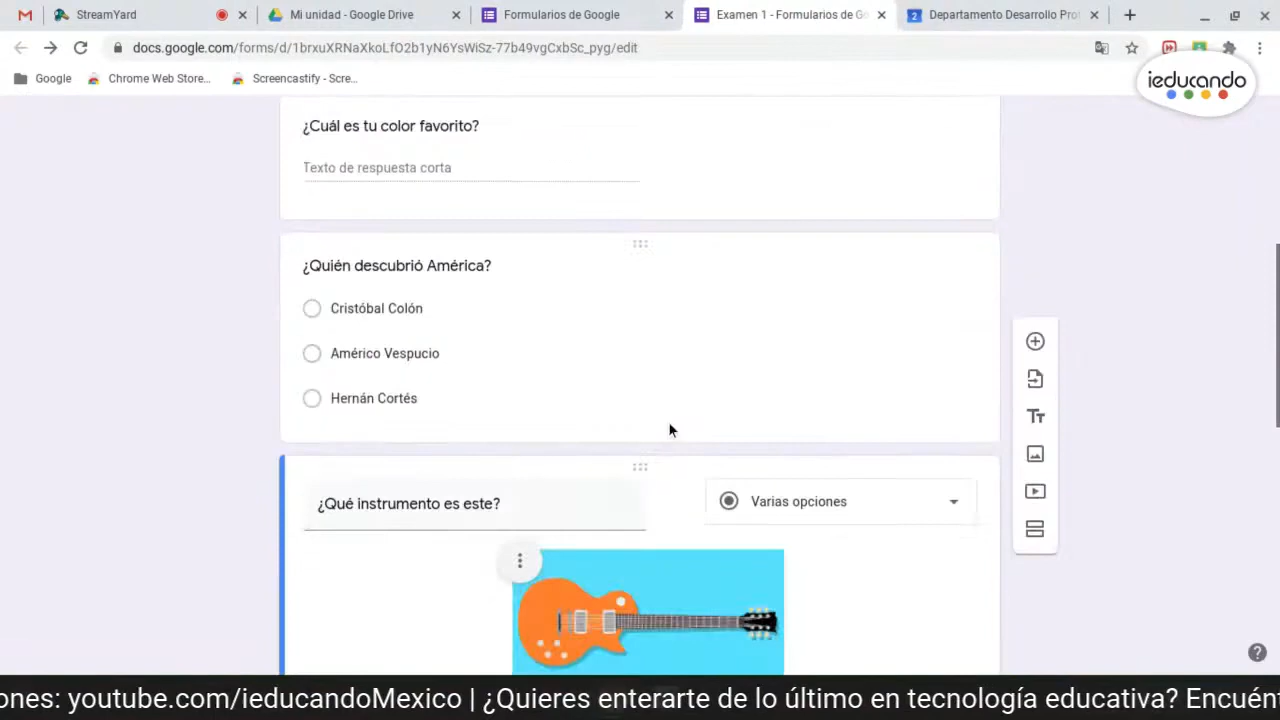 StreamYard
Mi unidad - Google Drive
Formularios de Google
Examen 1 - Formularios de Go
Departamento Desarrollo Prof
docs.google.com/forms/d/1brxuXRNaXkoLfO2b1yN6YsWiSz-77b49vgCxbSc_pyg/edit
Google
Chrome Web Store...
Screencastify - Scre...
ieducando
¿Cuál es tu color favorito?
Texto de respuesta corta
¿Quién descubrió América?
Cristóbal Colón
Américo Vespucio
Hernán Cortés
¿Qué instrumento es este?
Varias opciones
Tт
ones: youtube.com/ieducandoMexico | ¿Quieres enterarte de lo último en tecnología educativa? Encuént